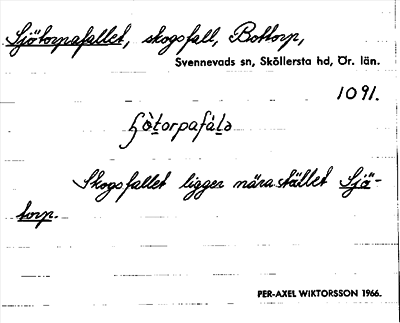 Sjötorpafallet, skogsfall, Bottorp,
Svennevads sn, Sköllersta hd, Ör. län.
1091.
Skogsfallet ligger nära stället Sjö-
torp.
PER-AXEL WIKTORSSON 1966.